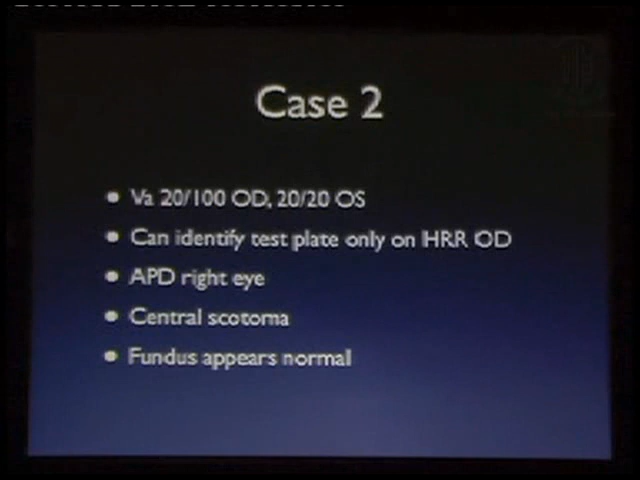 Case 2
• Va 20/100 OD, 20/20 OS
• Can identify test plate only on HRR OD
• APD right eye
• Central scotoma
• Fundus appears normal